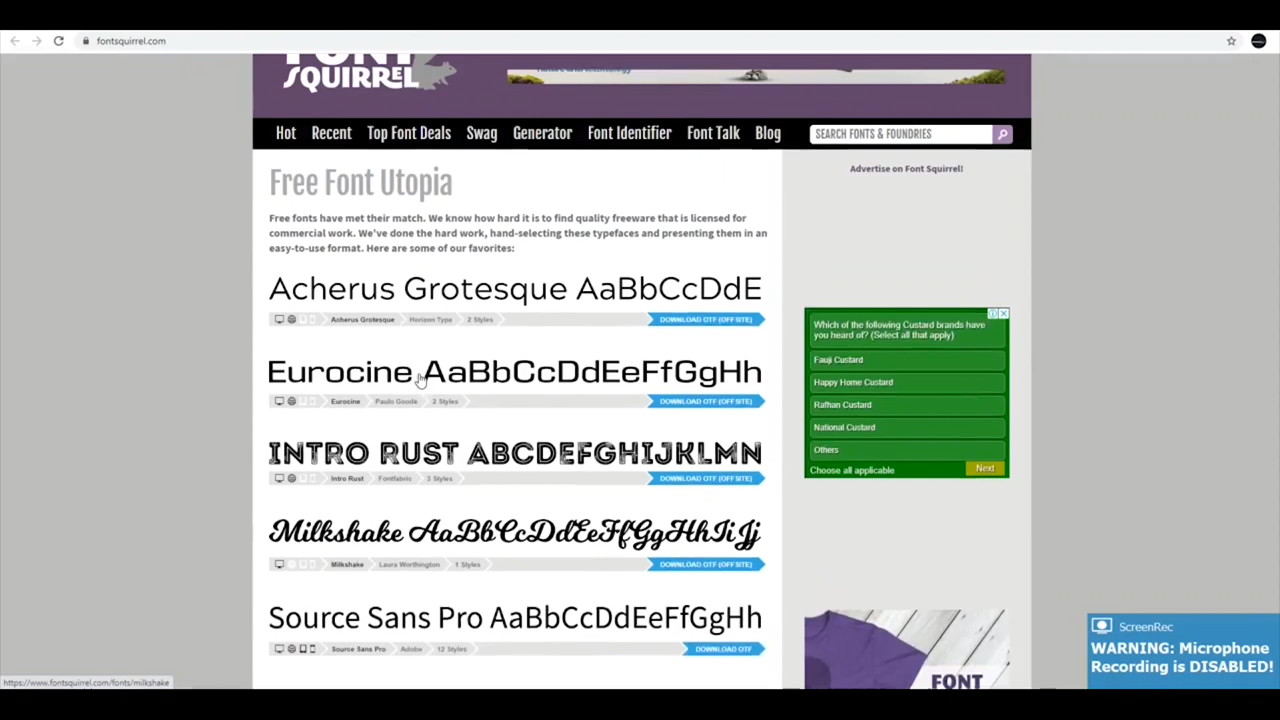 fontsquirrel.com
FONT
SQUIRREL
Hot Recent Top Font Deals Swag Generator Font Identifier Font Talk Blog
SEARCH FONTS & FOUNDRIES
Free Font Utopia
Free fonts have met their match. We know how hard it is to find quality freeware that is licensed for
commercial work. We've done the hard work, hand-selecting these typefaces and presenting them in an
easy-to-use format. Here are some of our favorites:
Acherus Grotesque AaBbCcDdE
Acherus Grotesque Horizon Type 2 Styles DOWNLOAD OTF (OFFSITE)
Eurocine AaBbCcDdEeFfGgHh
Eurocine Paulo Goode 2 Styles DOWNLOAD OTF (OFFSITE)
INTRO RUST ABCDEFGHIJKLMN
Intro Rust Fontfabric 3 Styles DOWNLOAD OTF (OFFSITE)
Milkshake AaBbCcDdEeFfGgHhIiJj
Milkshake Laura Worthington 1 Styles DOWNLOAD OTF (OFFSITE)
Source Sans Pro AaBbCcDdEeFfGgHh
Source Sans Pro Adobe 12 Styles DOWNLOAD OTF
Advertise on Font Squirrel!
Which of the following Custard brands have
you heard of? (Select all that apply)
Fauji Custard
Happy Home Custard
Rafhan Custard
National Custard
Others
Choose all applicable Next
FONT
ScreenRec
WARNING: Microphone
Recording is DISABLED!
https://www.fontsquirrel.com/fonts/milkshake